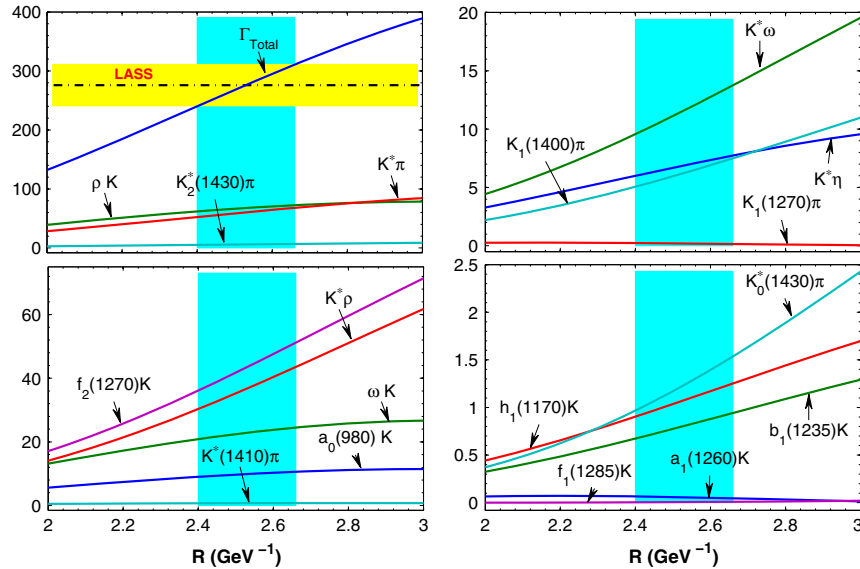 400
300
200
100
0
LASS
Γ_Total
ρ K
K*_2(1430)π
K*π
20
15
10
5
0
K*ω
K_1(1400)π
K*η
K_1(1270)π
60
40
20
0
K*ρ
f_2(1270)K
ω K
a_0(980) K
K*(1410)π
2 2.2 2.4 2.6 2.8 3
R (GeV⁻¹)
2.5
2
1.5
1
0.5
0
K*_0(1430)π
h_1(1170)K
b_1(1235)K
a_1(1260)K
f_1(1285)K
2 2.2 2.4 2.6 2.8 3
R (GeV⁻¹)